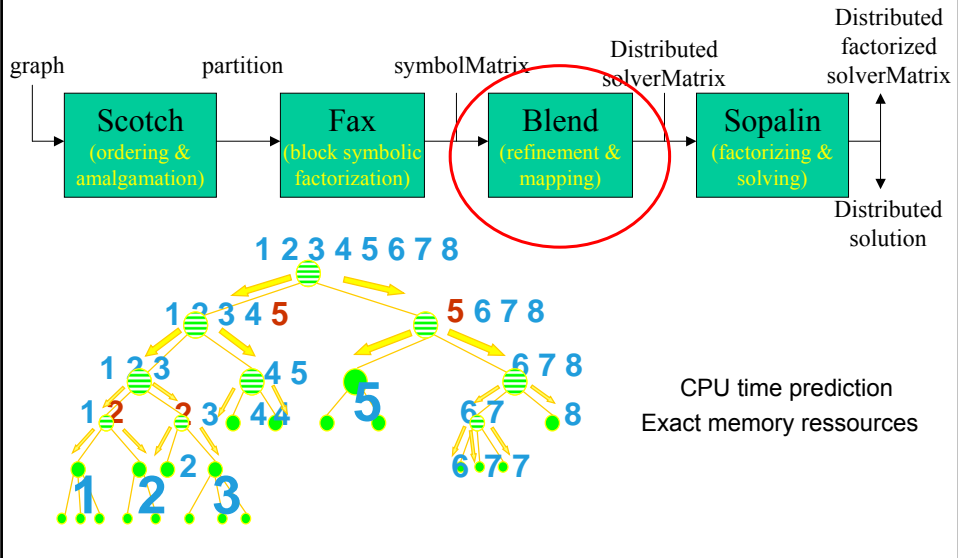 Distributed
factorized
solverMatrix
graph
partition
symbolMatrix
Distributed
solverMatrix
Scotch
(ordering &
amalgamation)
Fax
(block symbolic
factorization)
Blend
(refinement &
mapping)
Sopalin
(factorizing &
solving)
Distributed
solution
1 2 3 4 5 6 7 8
1 2 3 4 5
5 6 7 8
1 2 3
4 5
5
6 7 8
1 2
2 3
4 4
6 7
8
2
6 7 7
1 2 3
CPU time prediction
Exact memory ressources